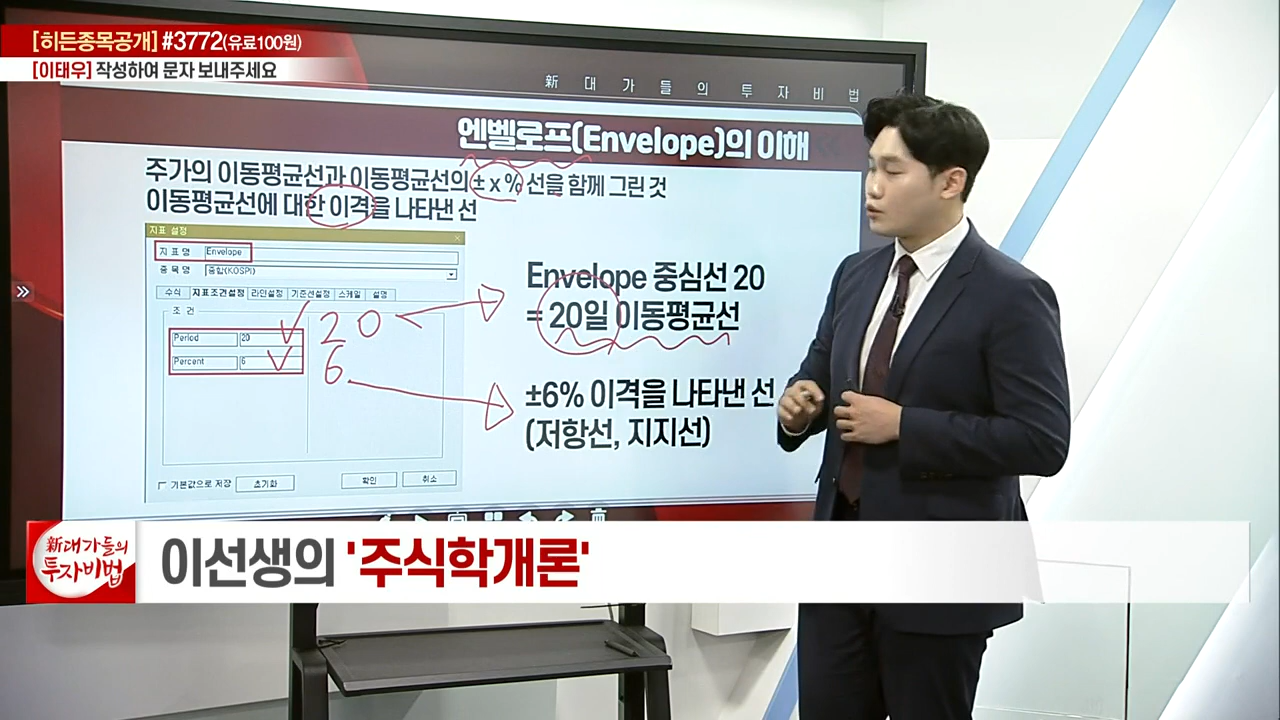 [히든종목공개] #3772(유료100원)
[이태우] 작성하여 문자 보내주세요
新 대 가 들 의 투 자 비 법
엔벨로프(Envelope)의 이해
주가의 이동평균선과 이동평균선의 ± x % 선을 함께 그린 것
이동평균선에 대한 이격을 나타낸 선
지표 설정
지 표 명 Envelope
종 목 명 종합(KOSPI)
수식 지표조건설정 라인설정 기준선설정 스케일 설명
조 건
Period 20
Percent 6
20
6
기본값으로 저장 초기화 확인 취소
Envelope 중심선 20
= 20일 이동평균선
±6% 이격을 나타낸 선
(저항선, 지지선)
新대가들의
투자비법
이선생의 '주식학개론'